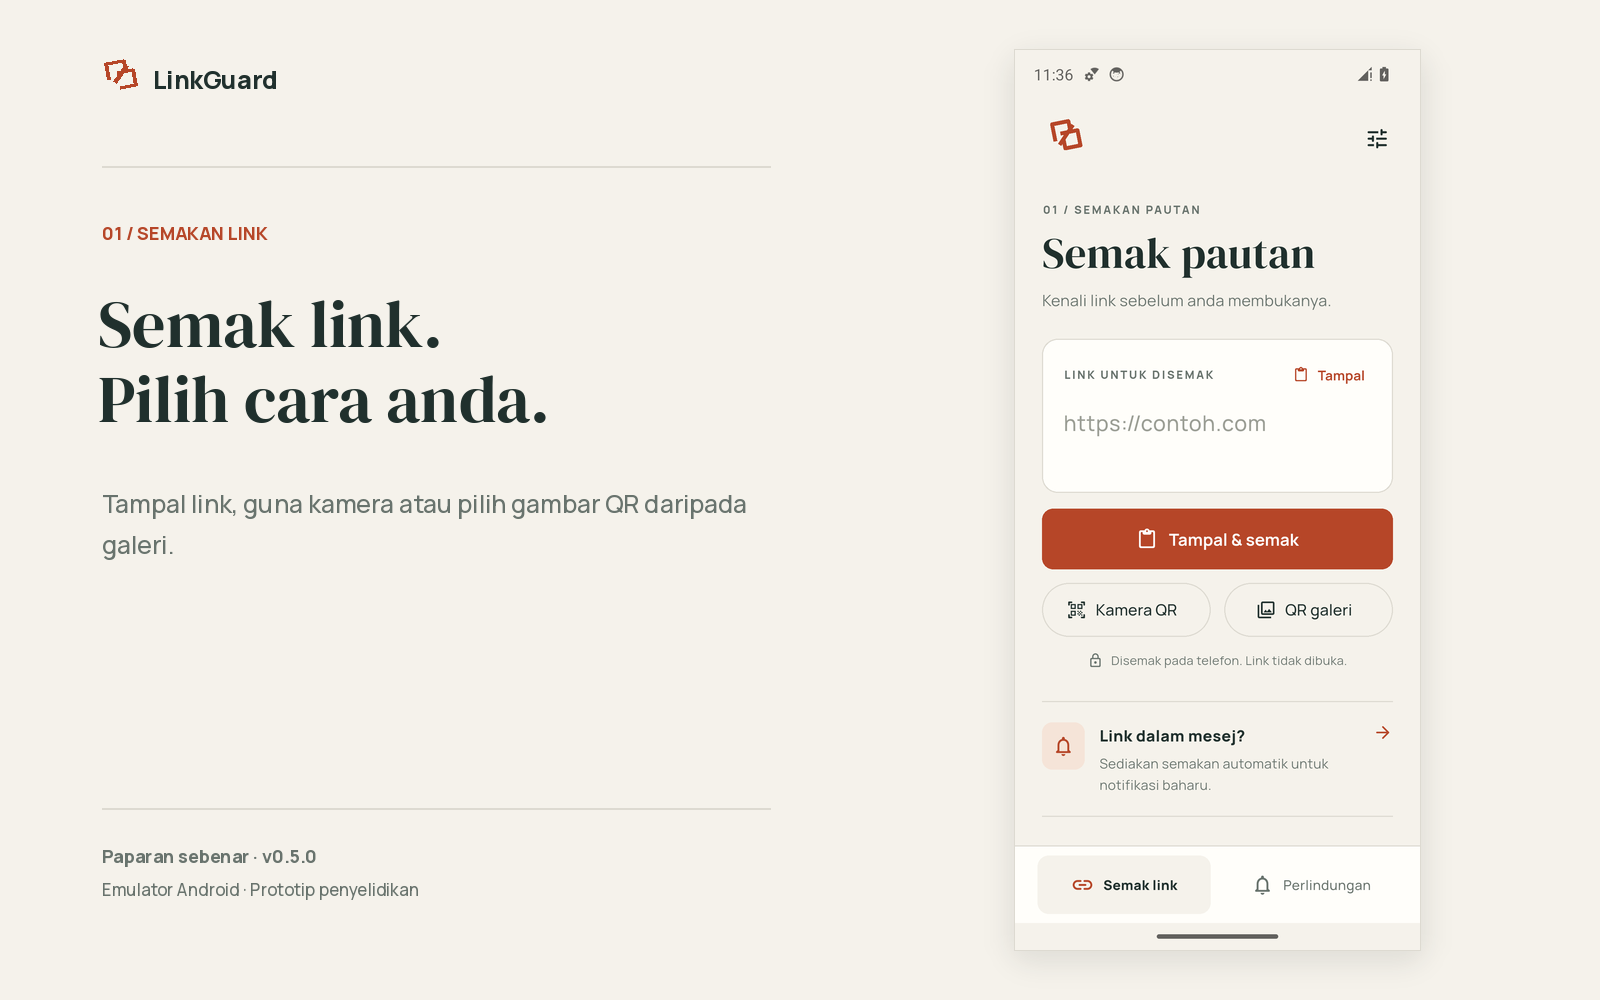 LinkGuard
01 / SEMAKAN LINK
Semak link.
Pilih cara anda.
Tampal link, guna kamera atau pilih gambar QR daripada
galeri.
Paparan sebenar · v0.5.0
Emulator Android · Prototip penyelidikan
11:36
01 / SEMAKAN PAUTAN
Semak pautan
Kenali link sebelum anda membukanya.
LINK UNTUK DISEMAK
Tampal
https://contoh.com
Tampal & semak
Kamera QR
QR galeri
Disemak pada telefon. Link tidak dibuka.
Link dalam mesej?
Sediakan semakan automatik untuk
notifikasi baharu.
Semak link
Perlindungan